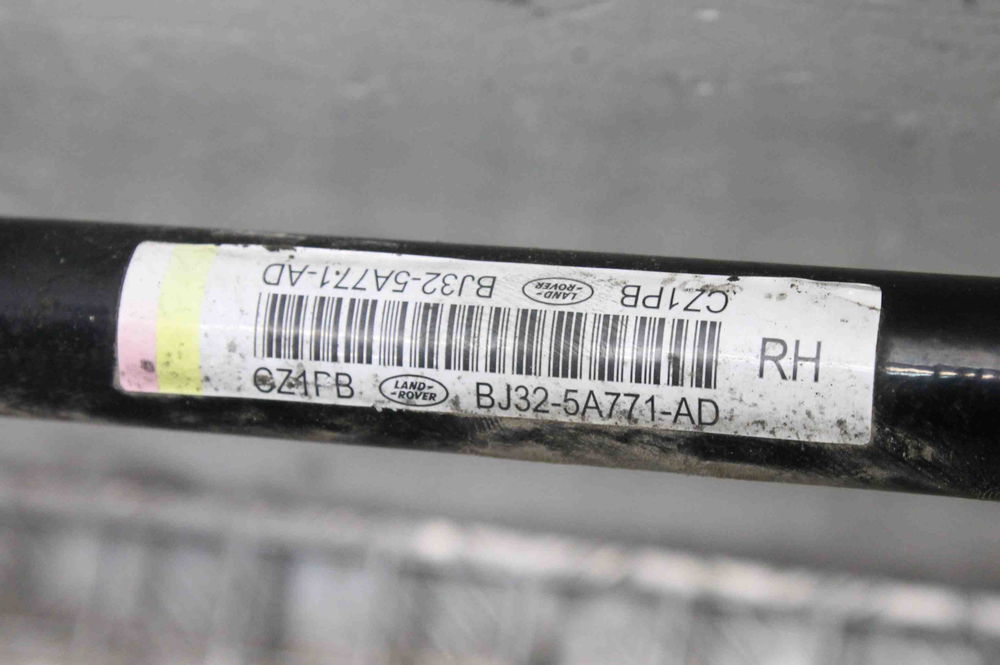 BJ32-5A771-AD LAND-ROVER CZ1PB
RH
CZ1PB LAND-ROVER BJ32-5A771-AD